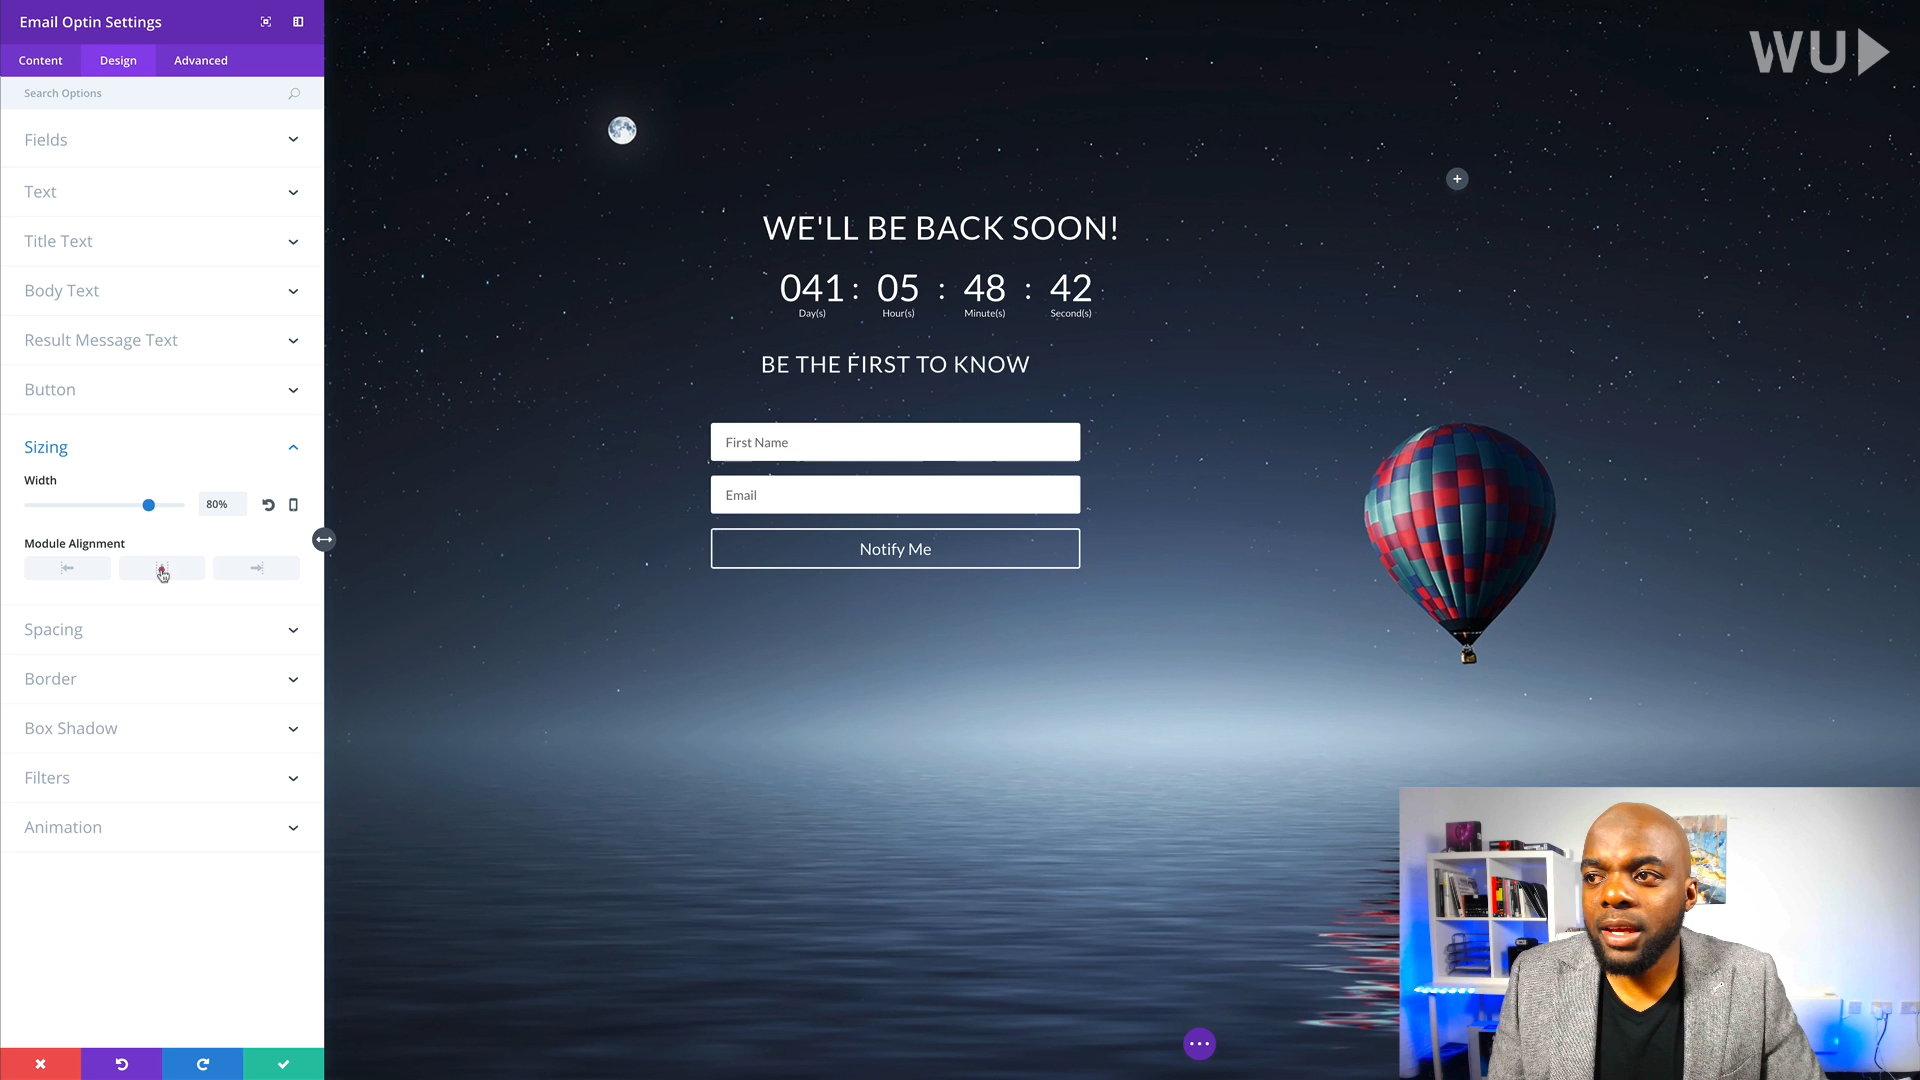 Email Optin Settings
Content Design Advanced
Search Options
Fields
Text
Title Text
Body Text
Result Message Text
Button
Sizing
Width
80%
Module Alignment
Spacing
Border
Box Shadow
Filters
Animation
WU
WE'LL BE BACK SOON!
041 : 05 : 48 : 42
Day(s) Hour(s) Minute(s) Second(s)
BE THE FIRST TO KNOW
First Name
Email
Notify Me